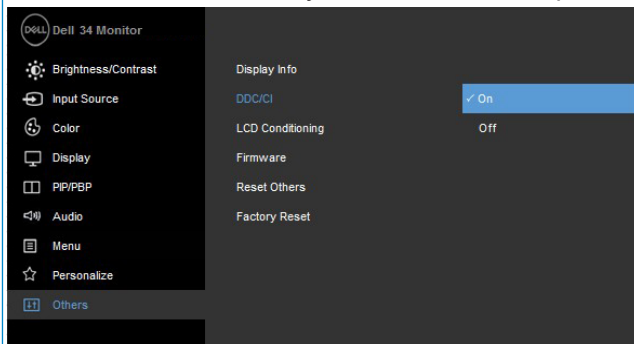 DELL Dell 34 Monitor
Brightness/Contrast
Input Source
Color
Display
PIP/PBP
Audio
Menu
Personalize
Others
Display Info
DDC/CI
LCD Conditioning
Firmware
Reset Others
Factory Reset
✓ On
Off